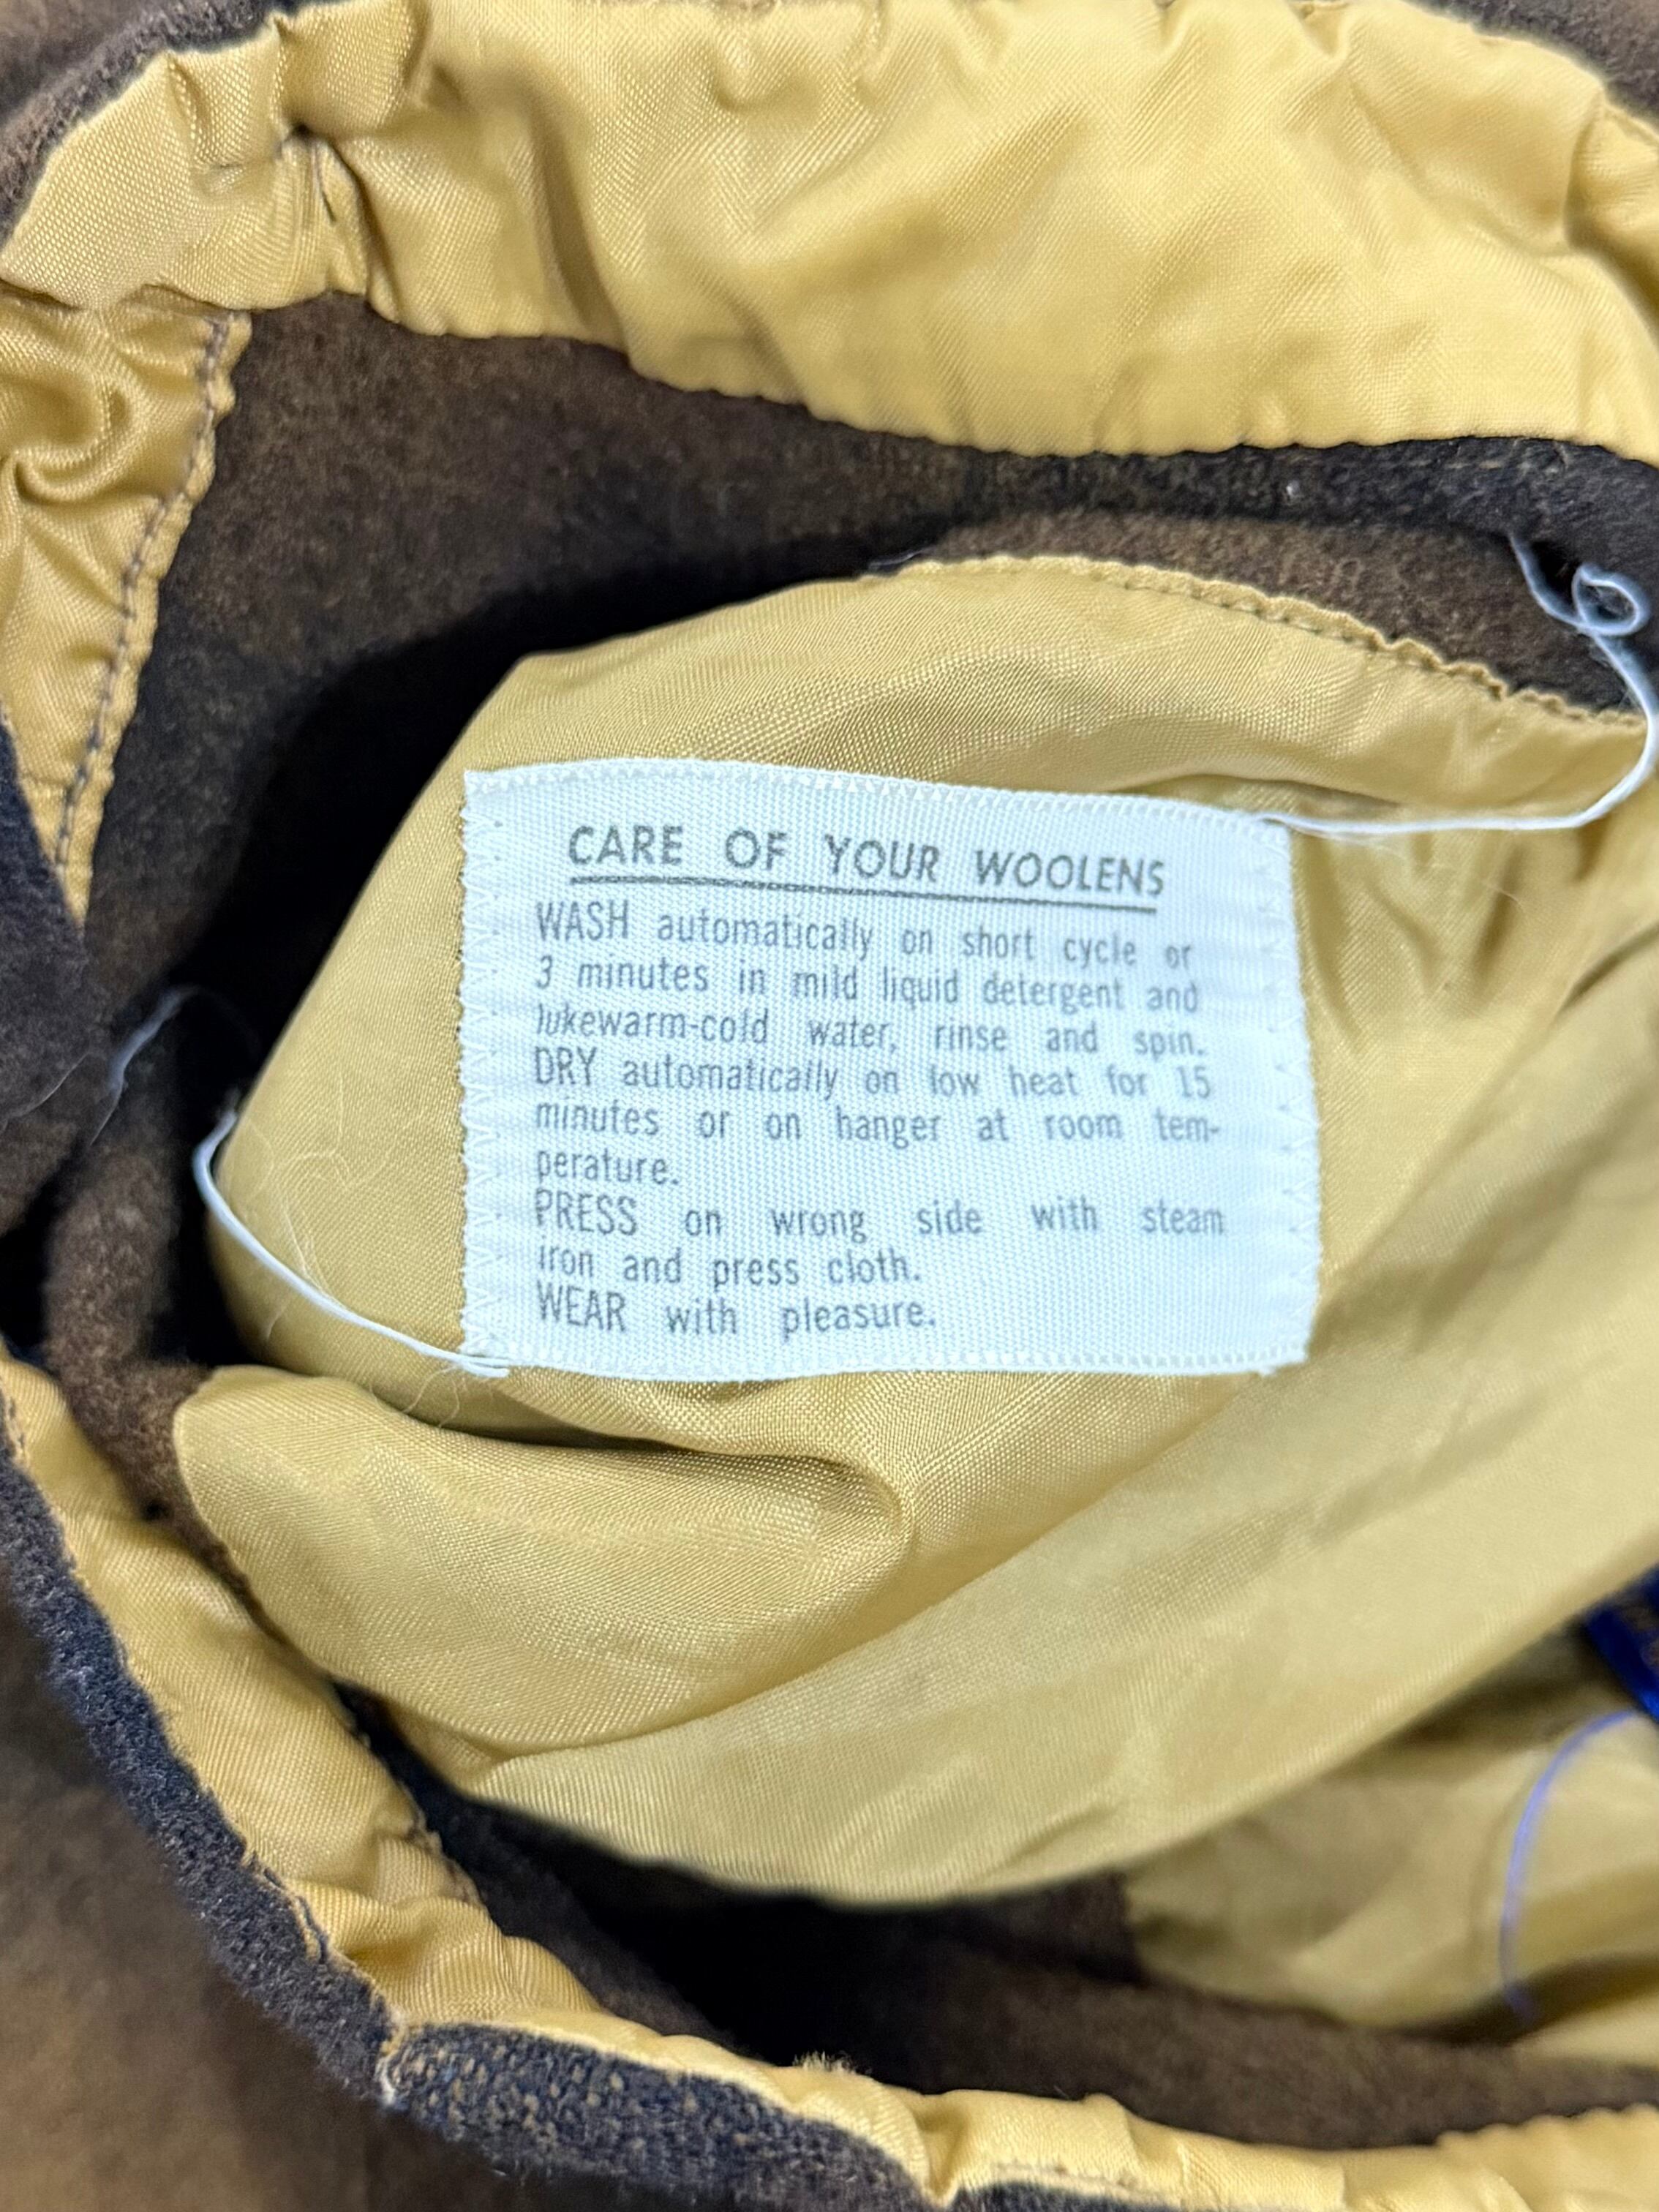 CARE OF YOUR WOOLENS
WASH automatically on short cycle or
3 minutes in mild liquid detergent and
lukewarm-cold water, rinse and spin.
DRY automatically on low heat for 15
minutes or on hanger at room tem-
perature.
PRESS on wrong side with steam
iron and press cloth.
WEAR with pleasure.